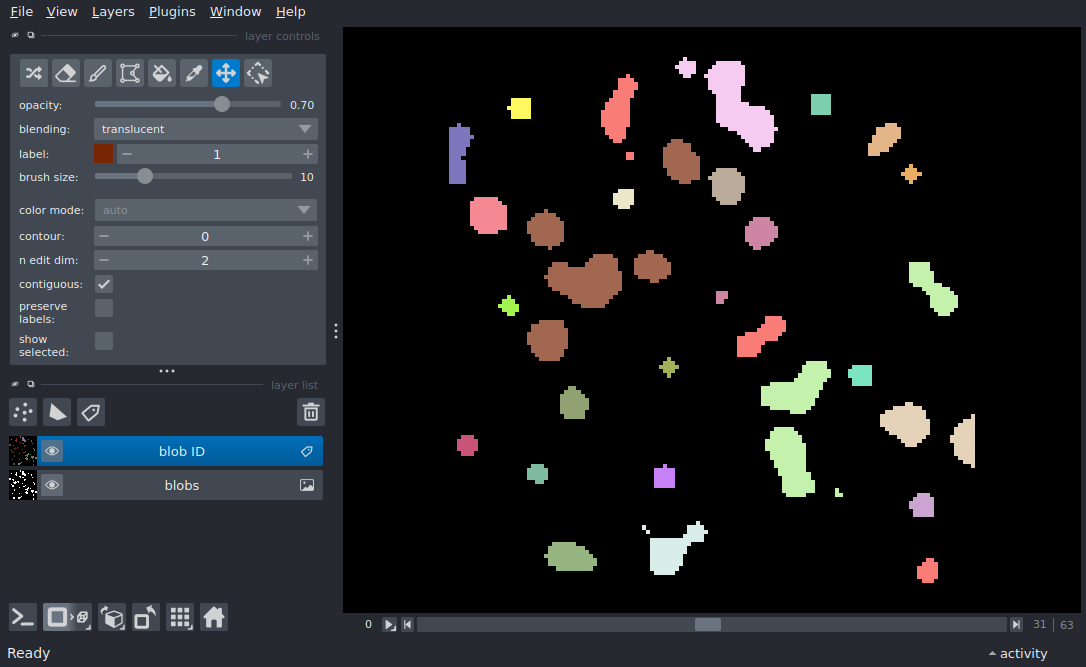 File View Layers Plugins Window Help
layer controls
opacity: 0.70
blending: translucent
label: 1
brush size: 10
color mode: auto
contour: 0
n edit dim: 2
contiguous:
preserve
labels:
show
selected:
layer list
blob ID
blobs
0 31 63
Ready activity